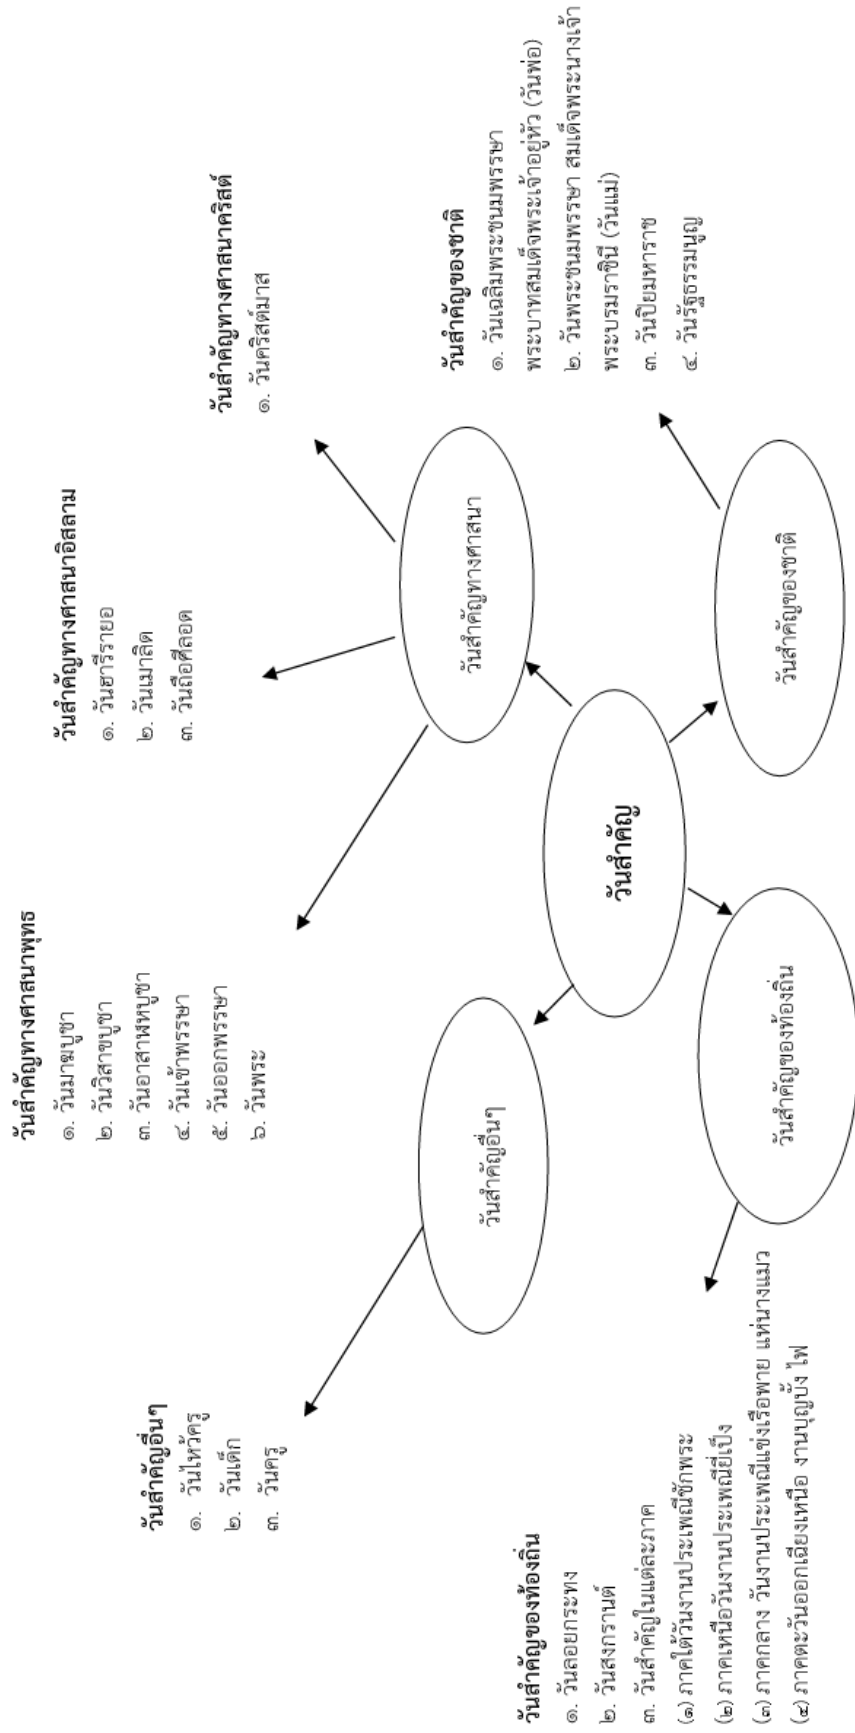 วันสำคัญทางศาสนาพุทธ
๑. วันมาฆบูชา
๒. วันวิสาขบูชา
๓. วันอาสาฬหบูชา
๔. วันเข้าพรรษา
๕. วันออกพรรษา
๖. วันพระ
วันสำคัญทางศาสนาอิสลาม
๑. วันฮารีรายอ
๒. วันเมาลิด
๓. วันถือศีลอด
วันสำคัญทางศาสนาคริสต์
๑. วันคริสต์มาส
วันสำคัญอื่นๆ
๑. วันไหว้ครู
๒. วันเด็ก
๓. วันครู
วันสำคัญของชาติ
๑. วันเฉลิมพระชนมพรรษา
พระบาทสมเด็จพระเจ้าอยู่หัว (วันพ่อ)
๒. วันพระชนมพรรษา สมเด็จพระนางเจ้า
พระบรมราชินี (วันแม่)
๓. วันปิยมหาราช
๔. วันรัฐธรรมนูญ
วันสำคัญอื่นๆ
วันสำคัญทางศาสนา
วันสำคัญ
วันสำคัญของท้องถิ่น
วันสำคัญของชาติ
วันสำคัญของท้องถิ่น
๑. วันลอยกระทง
๒. วันสงกรานต์
๓. วันสำคัญในแต่ละภาค
(๑) ภาคใต้วันงานประเพณีชักพระ
(๒) ภาคเหนือวันงานประเพณียี่เป็ง
(๓) ภาคกลาง วันงานประเพณีแข่งเรือพาย แห่นางแมว
(๔) ภาคตะวันออกเฉียงเหนือ งานบุญบั้ง ไฟ